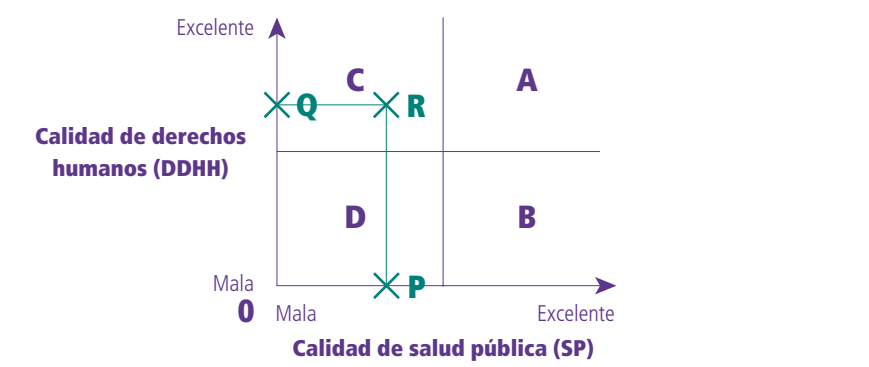 Excelente
C
A
Q
R
Calidad de derechos
humanos (DDHH)
D
B
Mala
P
0
Mala
Excelente
Calidad de salud pública (SP)